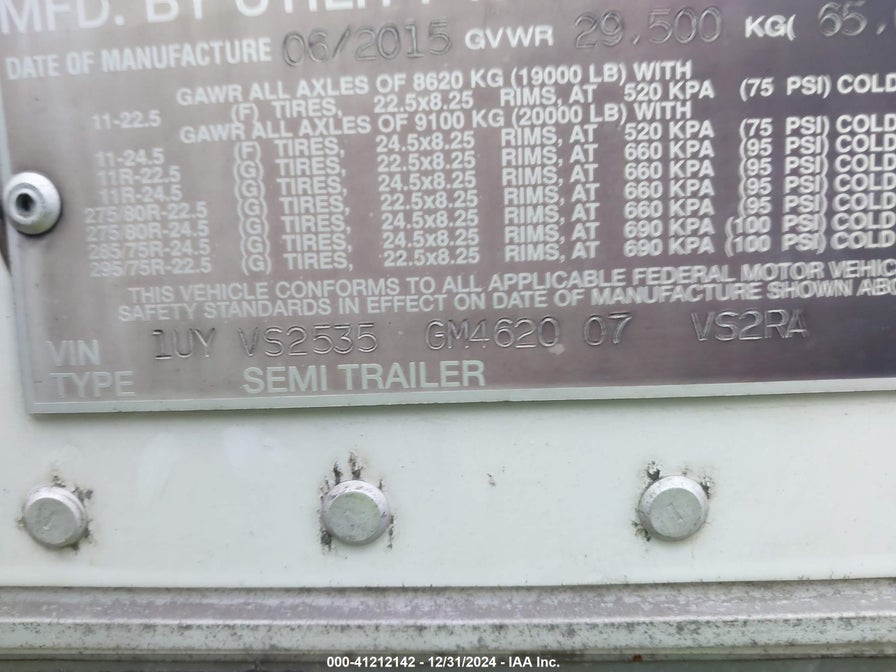 MFD. BY UTILITY
DATE OF MANUFACTURE 06/2015 GVWR 29,500 KG( 65,
GAWR ALL AXLES OF 8620 KG (19000 LB) WITH
11-22.5 (F) TIRES, 22.5x8.25 RIMS, AT 520 KPA (75 PSI) COLD
GAWR ALL AXLES OF 9100 KG (20000 LB) WITH
11-24.5 (F) TIRES, 24.5x8.25 RIMS, AT 520 KPA (75 PSI) COLD
11R-22.5 (G) TIRES, 22.5x8.25 RIMS, AT 660 KPA (95 PSI) COLD
11R-24.5 (G) TIRES, 24.5x8.25 RIMS, AT 660 KPA (95 PSI) COLD
275/80R-22.5 (G) TIRES, 22.5x8.25 RIMS, AT 660 KPA (95 PSI) COLD
275/80R-24.5 (G) TIRES, 24.5x8.25 RIMS, AT 660 KPA (95 PSI) COLD
285/75R-24.5 (G) TIRES, 24.5x8.25 RIMS, AT 690 KPA (100 PSI) COLD
295/75R-22.5 (G) TIRES, 22.5x8.25 RIMS, AT 690 KPA (100 PSI) COLD
THIS VEHICLE CONFORMS TO ALL APPLICABLE FEDERAL MOTOR VEHIC
SAFETY STANDARDS IN EFFECT ON DATE OF MANUFACTURE SHOWN ABO
VIN 1UY VS2535 GM4620 07 VS2RA
TYPE SEMI TRAILER
000-41212142 - 12/31/2024 - IAA Inc.